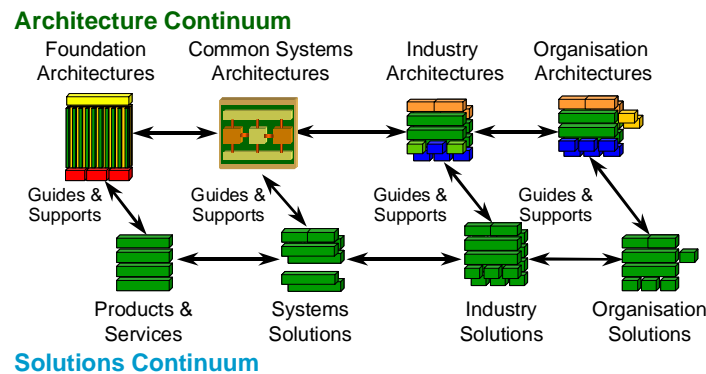 Architecture Continuum
Foundation
Architectures
Common Systems
Architectures
Industry
Architectures
Organisation
Architectures
Guides &
Supports
Guides &
Supports
Guides &
Supports
Guides &
Supports
Products &
Services
Systems
Solutions
Industry
Solutions
Organisation
Solutions
Solutions Continuum